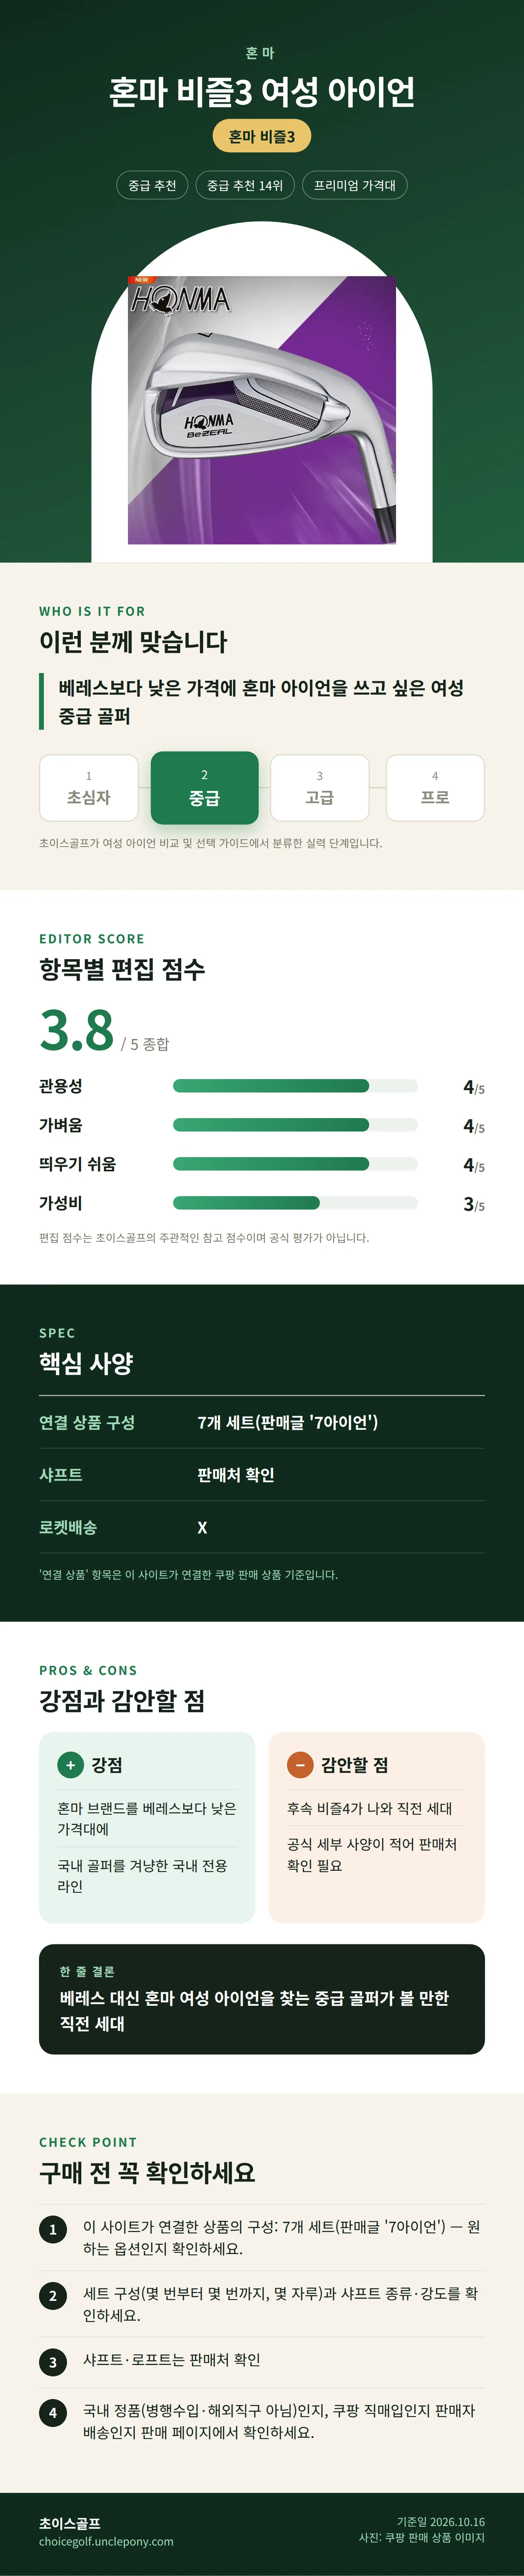 혼마
혼마 비즐3 여성 아이언
혼마 비즐3
중급 추천
중급 추천 14위
프리미엄 가격대
NEW
HONMA
HONMA
BeZEAL
WHO IS IT FOR
이런 분께 맞습니다
베레스보다 낮은 가격에 혼마 아이언을 쓰고 싶은 여성
중급 골퍼
1
초심자
2
중급
3
고급
4
프로
초이스골프가 여성 아이언 비교 및 선택 가이드에서 분류한 실력 단계입니다.
EDITOR SCORE
항목별 편집 점수
3.8 / 5 종합
관용성 4/5
가벼움 4/5
띄우기 쉬움 4/5
가성비 3/5
편집 점수는 초이스골프의 주관적인 참고 점수이며 공식 평가가 아닙니다.
SPEC
핵심 사양
연결 상품 구성 7개 세트(판매글 '7아이언')
샤프트 판매처 확인
로켓배송 X
'연결 상품' 항목은 이 사이트가 연결한 쿠팡 판매 상품 기준입니다.
PROS & CONS
강점과 감안할 점
+ 강점
혼마 브랜드를 베레스보다 낮은
가격대에
국내 골퍼를 겨냥한 국내 전용
라인
− 감안할 점
후속 비즐4가 나와 직전 세대
공식 세부 사양이 적어 판매처
확인 필요
한 줄 결론
베레스 대신 혼마 여성 아이언을 찾는 중급 골퍼가 볼 만한
직전 세대
CHECK POINT
구매 전 꼭 확인하세요
1 이 사이트가 연결한 상품의 구성: 7개 세트(판매글 '7아이언') — 원
하는 옵션인지 확인하세요.
2 세트 구성(몇 번부터 몇 번까지, 몇 자루)과 샤프트 종류·강도를 확
인하세요.
3 샤프트·로프트는 판매처 확인
4 국내 정품(병행수입·해외직구 아님)인지, 쿠팡 직매입인지 판매자
배송인지 판매 페이지에서 확인하세요.
초이스골프
choicegolf.unclepony.com
기준일 2026.10.16
사진: 쿠팡 판매 상품 이미지